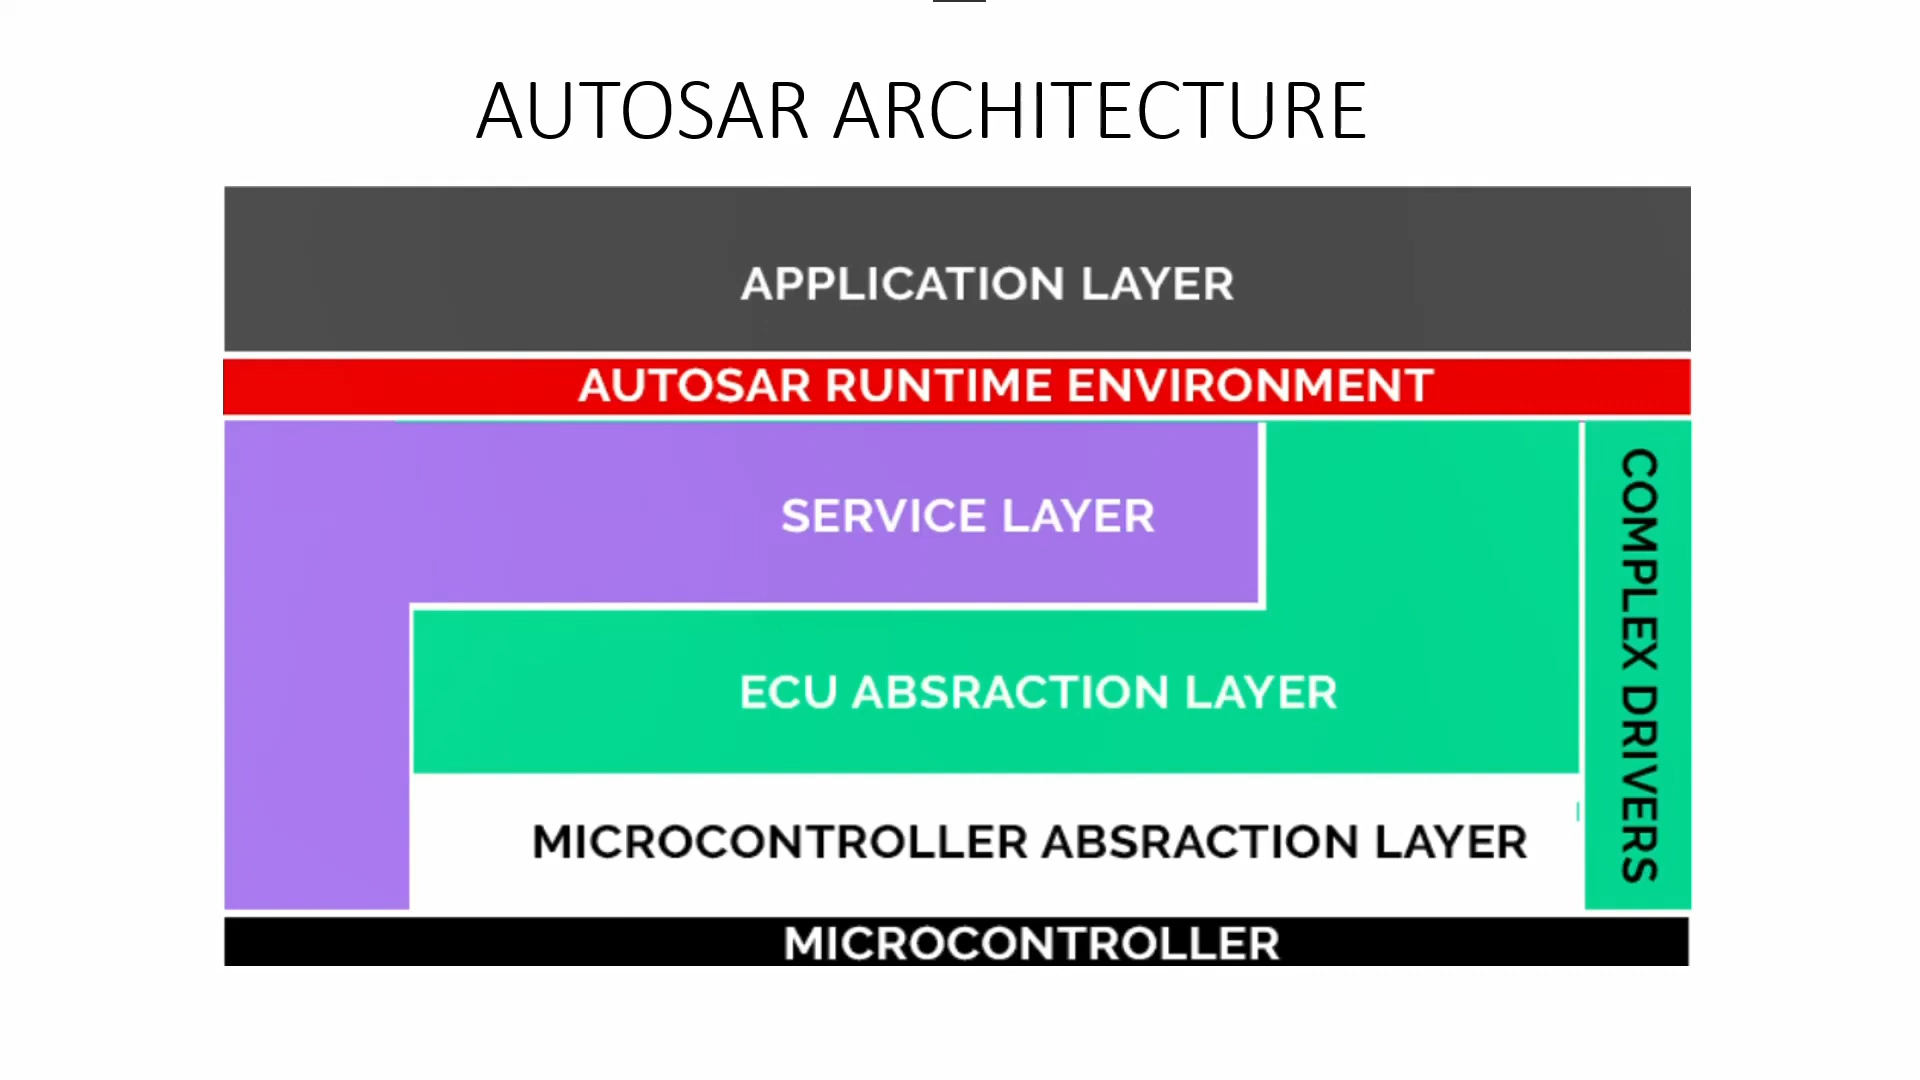 AUTOSAR ARCHITECTURE
APPLICATION LAYER
AUTOSAR RUNTIME ENVIRONMENT
SERVICE LAYER
ECU ABSRACTION LAYER
MICROCONTROLLER ABSRACTION LAYER
COMPLEX DRIVERS
MICROCONTROLLER